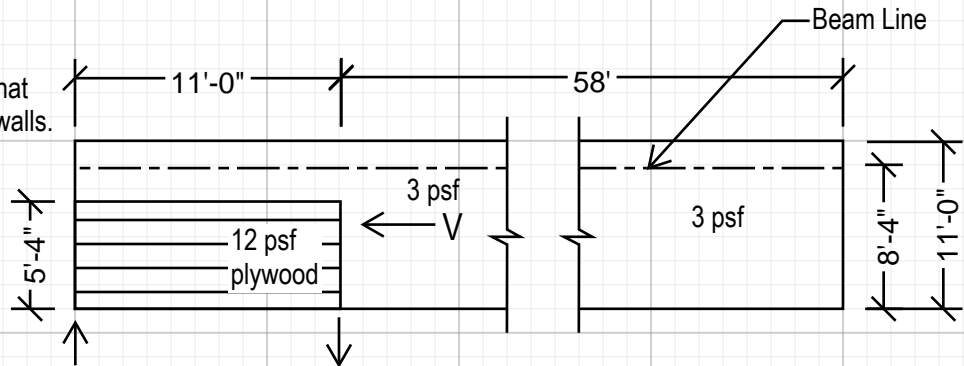 Beam Line
11'-0"
58'
walls.
3 psf
V
3 psf
12 psf
plywood
5'-4"
8'-4"
11'-0"